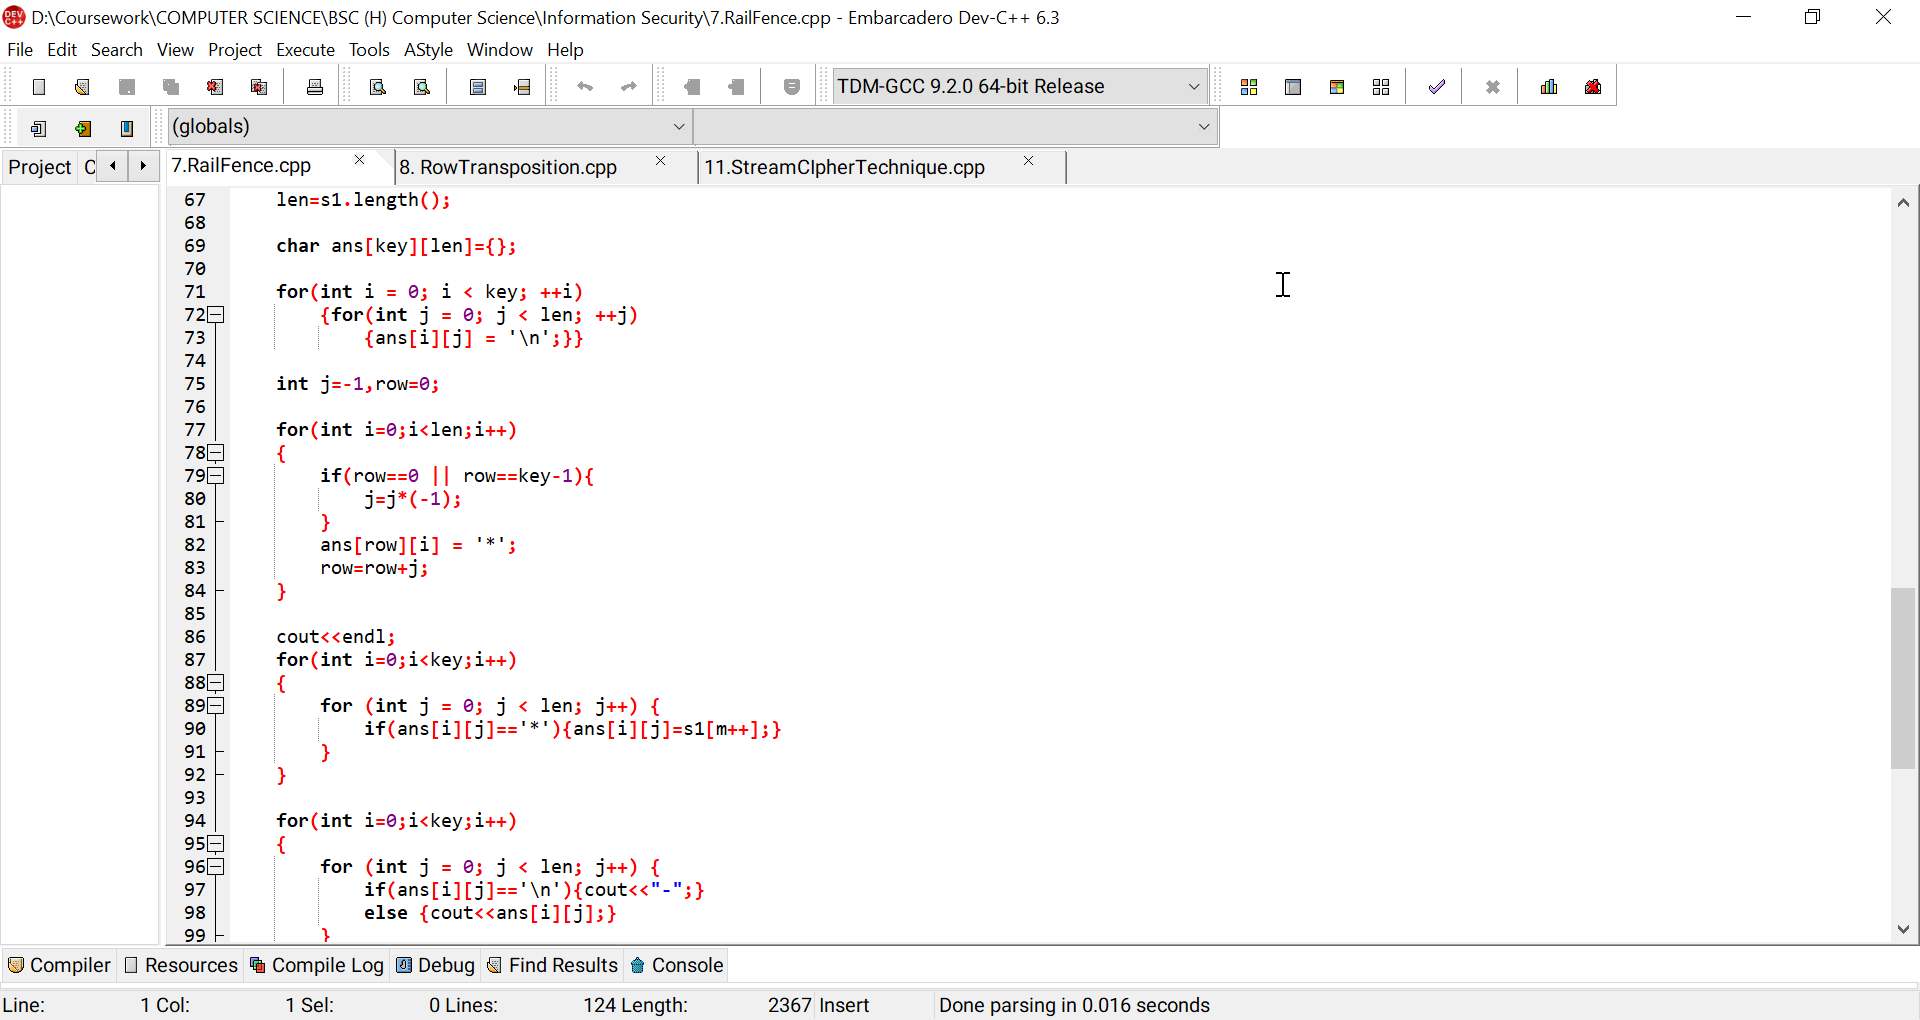 D:\Coursework\COMPUTER SCIENCE\BSC (H) Computer Science\Information Security\7.RailFence.cpp - Embarcadero Dev-C++ 6.3
File Edit Search View Project Execute Tools AStyle Window Help
TDM-GCC 9.2.0 64-bit Release
(globals)
Project C 7.RailFence.cpp 8. RowTransposition.cpp 11.StreamCIpherTechnique.cpp
67 len=s1.length();
68
69 char ans[key][len]={};
70
71 for(int i = 0; i < key; ++i)
72 {for(int j = 0; j < len; ++j)
73 {ans[i][j] = '\n';}}
74
75 int j=-1,row=0;
76
77 for(int i=0;i<len;i++)
78 {
79 if(row==0 || row==key-1){
80 j=j*(-1);
81 }
82 ans[row][i] = '*';
83 row=row+j;
84 }
85
86 cout<<endl;
87 for(int i=0;i<key;i++)
88 {
89 for (int j = 0; j < len; j++) {
90 if(ans[i][j]=='*'){ans[i][j]=s1[m++];}
91 }
92 }
93
94 for(int i=0;i<key;i++)
95 {
96 for (int j = 0; j < len; j++) {
97 if(ans[i][j]=='\n'){cout<<"-";}
98 else {cout<<ans[i][j];}
99 }
Compiler Resources Compile Log Debug Find Results Console
Line: 1 Col: 1 Sel: 0 Lines: 124 Length: 2367 Insert Done parsing in 0.016 seconds